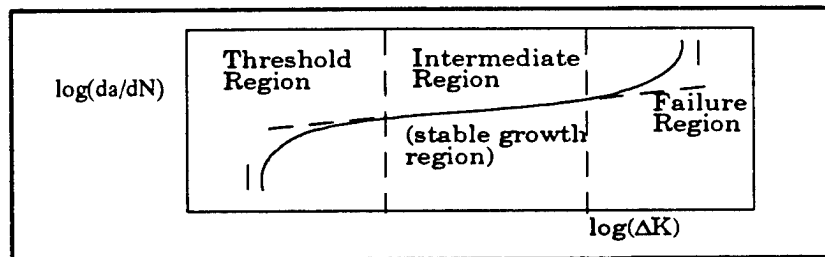 Threshold
Region
Intermediate
Region
log(da/dN)
Failure
Region
(stable growth
region)
log(ΔK)